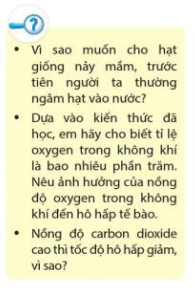 ?
• Vì sao muốn cho hạt
giống nảy mầm, trước
tiên người ta thường
ngâm hạt vào nước?
• Dựa vào kiến thức đã
học, em hãy cho biết tỉ lệ
oxygen trong không khí
là bao nhiêu phần trăm.
Nêu ảnh hưởng của nồng
độ oxygen trong không
khí đến hô hấp tế bào.
• Nồng độ carbon dioxide
cao thì tốc độ hô hấp giảm,
vì sao?